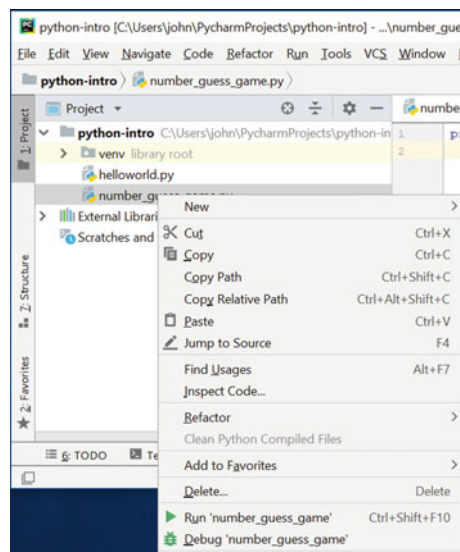 PC python-intro [C:\Users\john\PycharmProjects\python-intro] - ...\number_gue
File Edit View Navigate Code Refactor Run Tools VCS Window
python-intro number_guess_game.py
1: Project
Project
numbe
python-intro C:\Users\john\PycharmProjects\python-in
venv library root
helloworld.py
number_guess_game.py
External Librari
Scratches and
1
2
New
Cut Ctrl+X
Copy Ctrl+C
Copy Path Ctrl+Shift+C
Copy Relative Path Ctrl+Alt+Shift+C
Paste Ctrl+V
Jump to Source F4
Find Usages Alt+F7
Inspect Code...
Refactor
Clean Python Compiled Files
Add to Favorites
Delete... Delete
Run 'number_guess_game' Ctrl+Shift+F10
Debug 'number_guess_game'
Z: Structure
2: Favorites
6: TODO Te